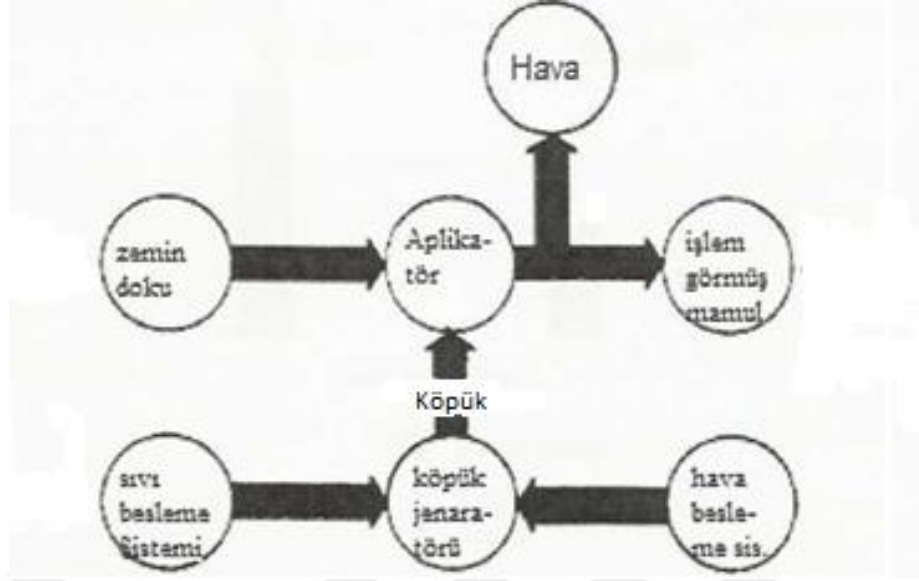 Hava
zemin
doku
Aplika-
tör
işlem
görmüş
mamul
Köpük
sıvı
besleme
Sistemi
köpük
jenara-
törü
hava
besle-
me sis.